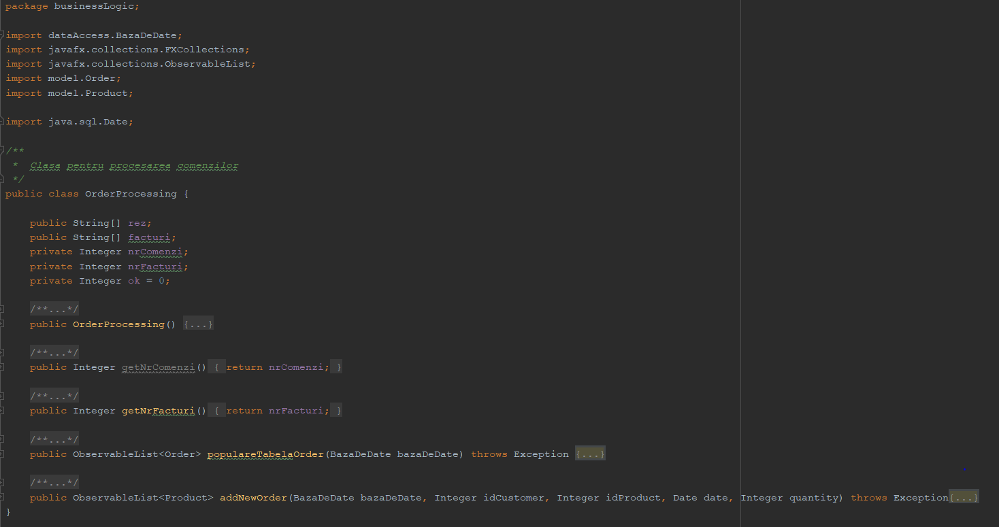 package businessLogic;
import dataAccess.BazaDeDate;
import javafx.collections.FXCollections;
import javafx.collections.ObservableList;
import model.Order;
import model.Product;
import java.sql.Date;
/**
 *  Clasa pentru procesarea comenzilor
 */
public class OrderProcessing {
    public String[] rez;
    public String[] facturi;
    private Integer nrComenzi;
    private Integer nrFacturi;
    private Integer ok = 0;
    /**...*/
    public OrderProcessing() {...}
    /**...*/
    public Integer getNrComenzi() { return nrComenzi; }
    /**...*/
    public Integer getNrFacturi() { return nrFacturi; }
    /**...*/
    public ObservableList<Order> populareTabelaOrder(BazaDeDate bazaDeDate) throws Exception {...}
    /**...*/
    public ObservableList<Product> addNewOrder(BazaDeDate bazaDeDate, Integer idCustomer, Integer idProduct, Date date, Integer quantity) throws Exception{...}
}